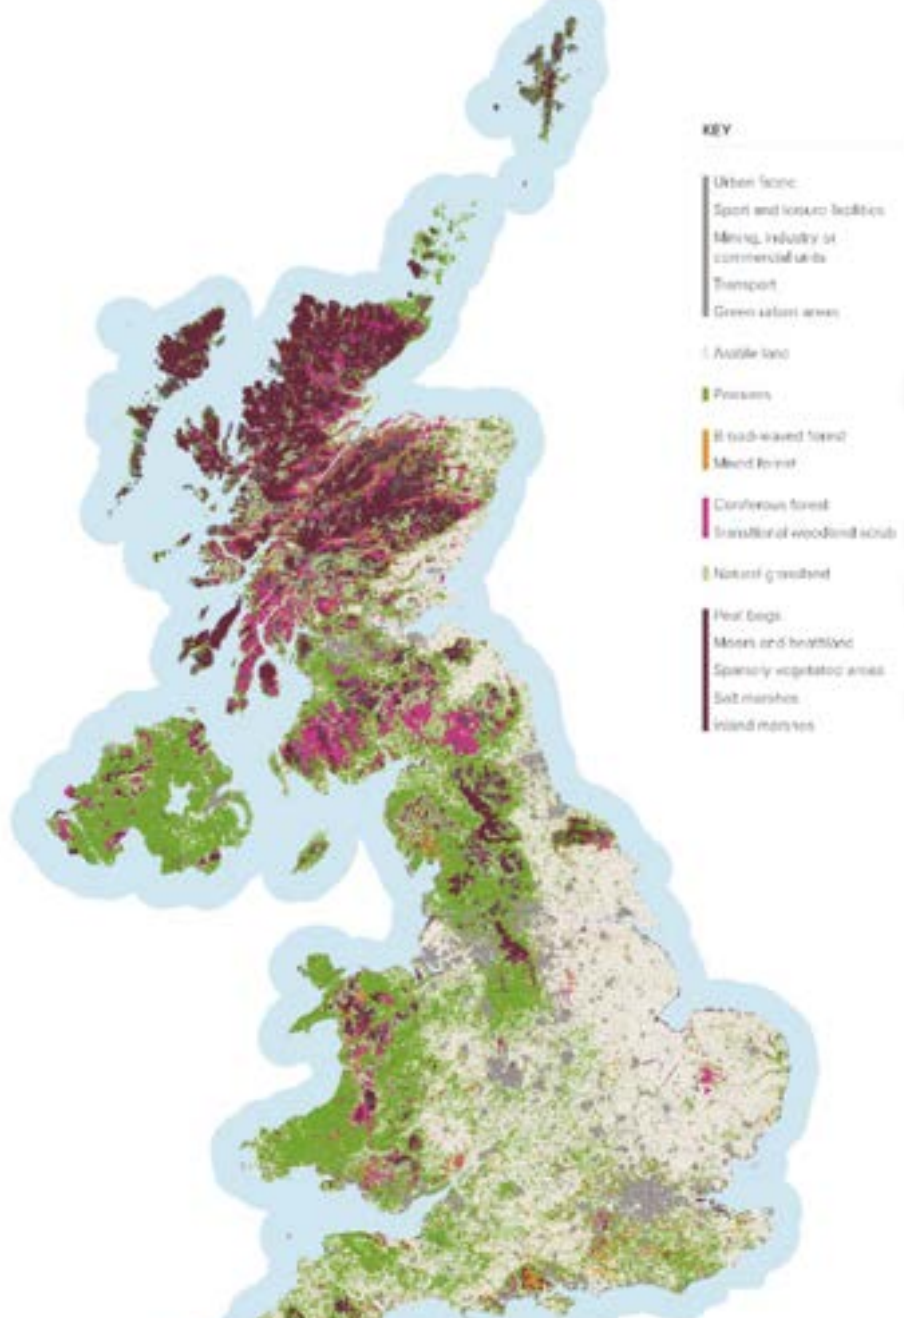 KEY
Urban fabric
Sport and leisure facilities
Mining, industry or
commercial units
Transport
Green urban areas
Arable land
Pastures
Broad-leaved forest
Mixed forest
Coniferous forest
Transitional woodland scrub
Natural grassland
Peat bogs
Moors and heathland
Sparsely vegetated areas
Salt marshes
Inland marshes